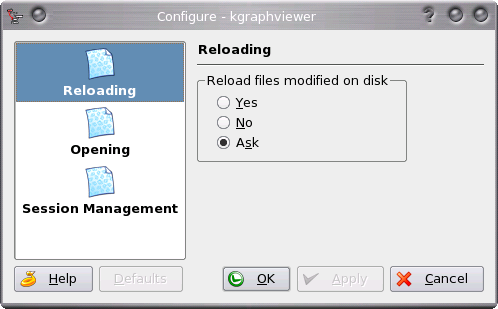 Configure - kgraphviewer
Reloading
Opening
Session Management
Reloading
Reload files modified on disk
Yes
No
Ask
Help
Defaults
OK
Apply
Cancel